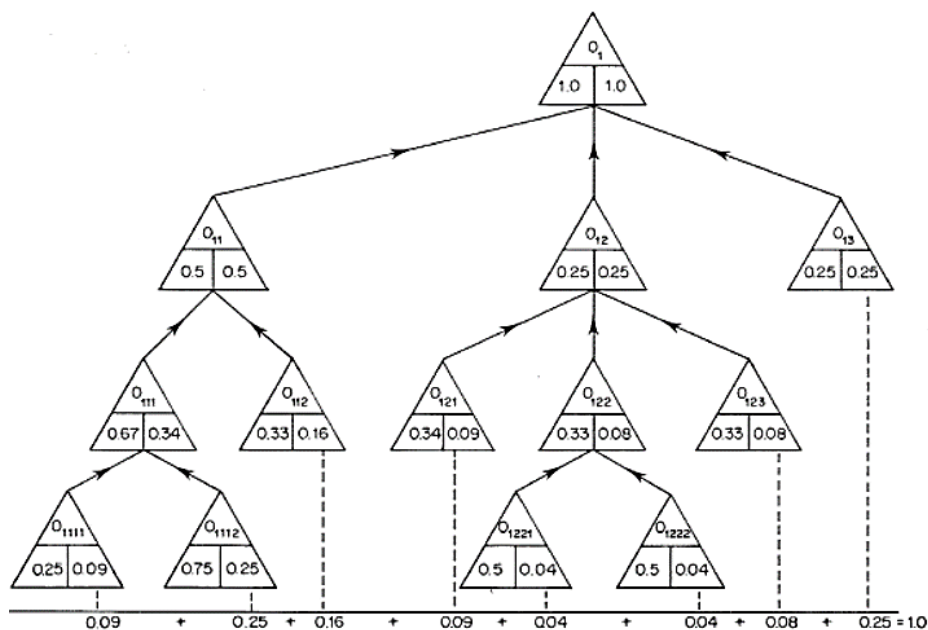 O₁
1.0 1.0
O₁₁ O₁₂ O₁₃
0.5 0.5 0.25 0.25 0.25 0.25
O₁₁₁ O₁₁₂ O₁₂₁ O₁₂₂ O₁₂₃
0.67 0.34 0.33 0.16 0.34 0.09 0.33 0.08 0.33 0.08
O₁₁₁₁ O₁₁₁₂ O₁₂₂₁ O₁₂₂₂
0.25 0.09 0.75 0.25 0.5 0.04 0.5 0.04
0.09 + 0.25 + 0.16 + 0.09 + 0.04 + 0.04 + 0.08 + 0.25 = 1.0